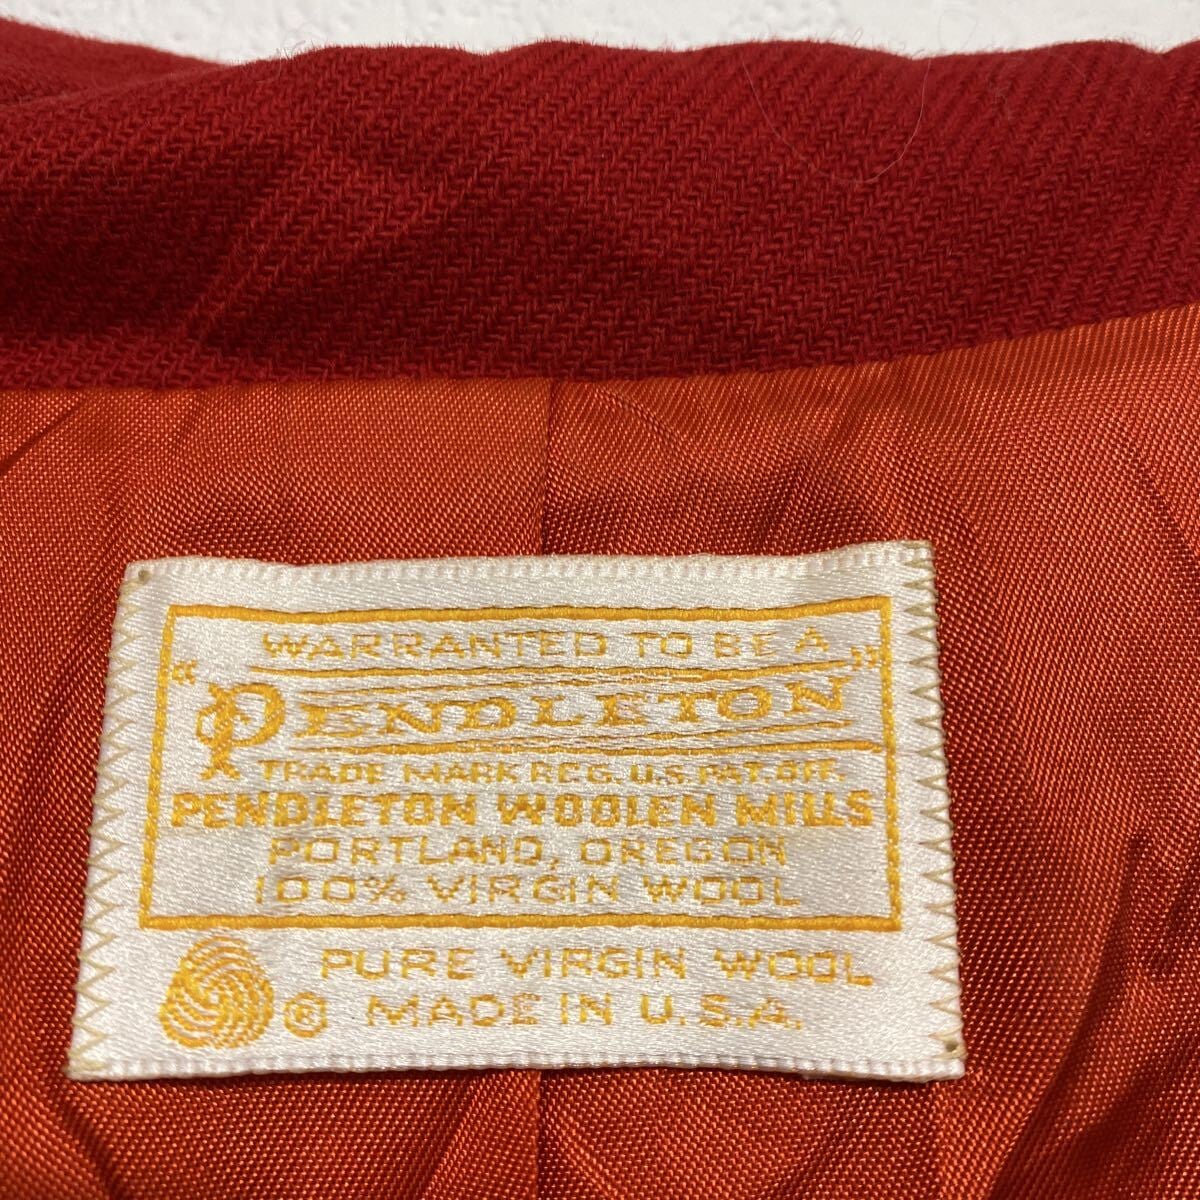 WARRANTED TO BE A
"PENDLETON"
TRADE MARK REG. U.S. PAT. OFF.
PENDLETON WOOLEN MILLS
PORTLAND, OREGON
100% VIRGIN WOOL
® PURE VIRGIN WOOL
MADE IN U.S.A.